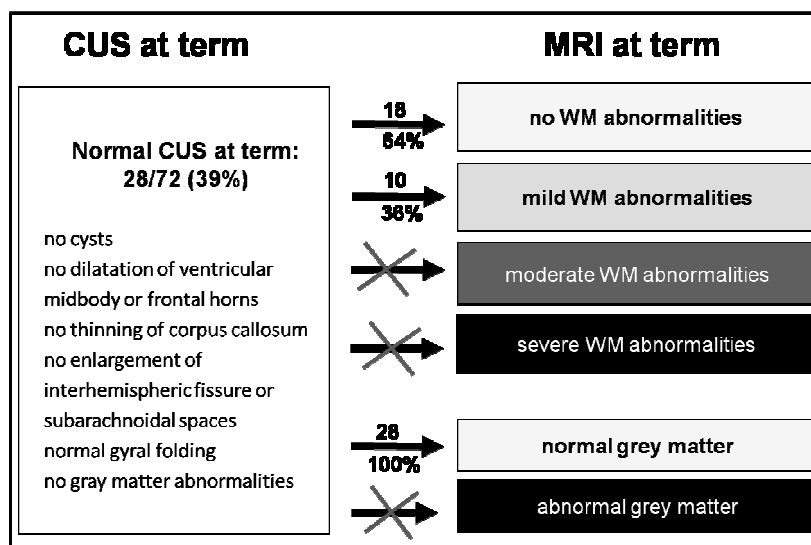 CUS at term
MRI at term
Normal CUS at term:
28/72 (39%)
no cysts
no dilatation of ventricular
midbody or frontal horns
no thinning of corpus callosum
no enlargement of
interhemispheric fissure or
subarachnoidal spaces
normal gyral folding
no gray matter abnormalities
18
64%
no WM abnormalities
10
36%
mild WM abnormalities
moderate WM abnormalities
severe WM abnormalities
28
100%
normal grey matter
abnormal grey matter